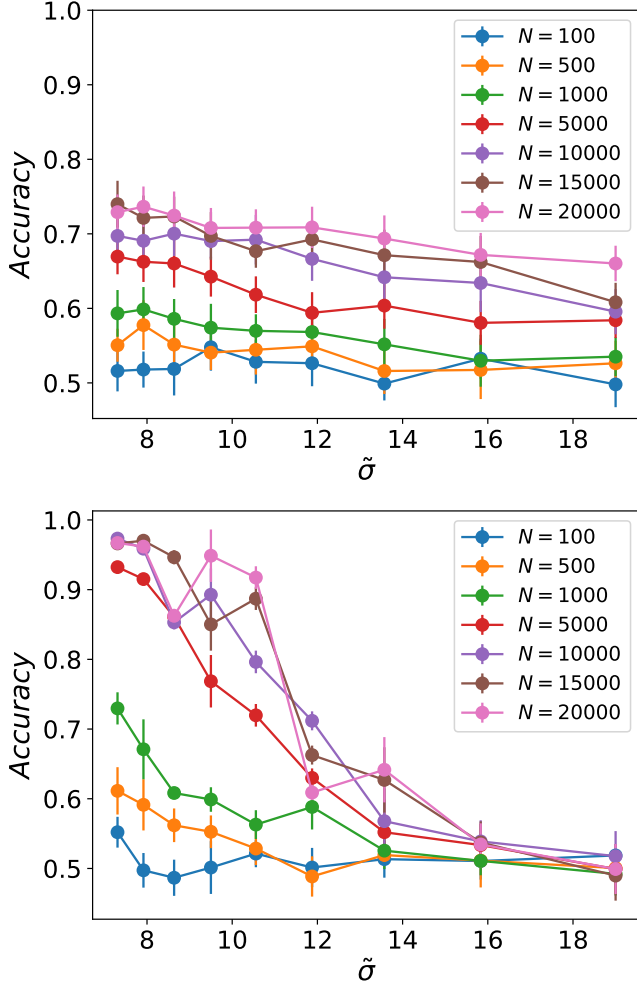 1.0
0.9
0.8
0.7
0.6
0.5
Accuracy
8
10
12
14
16
18
σ̃
N = 100
N = 500
N = 1000
N = 5000
N = 10000
N = 15000
N = 20000
1.0
0.9
0.8
0.7
0.6
0.5
Accuracy
8
10
12
14
16
18
σ̃
N = 100
N = 500
N = 1000
N = 5000
N = 10000
N = 15000
N = 20000